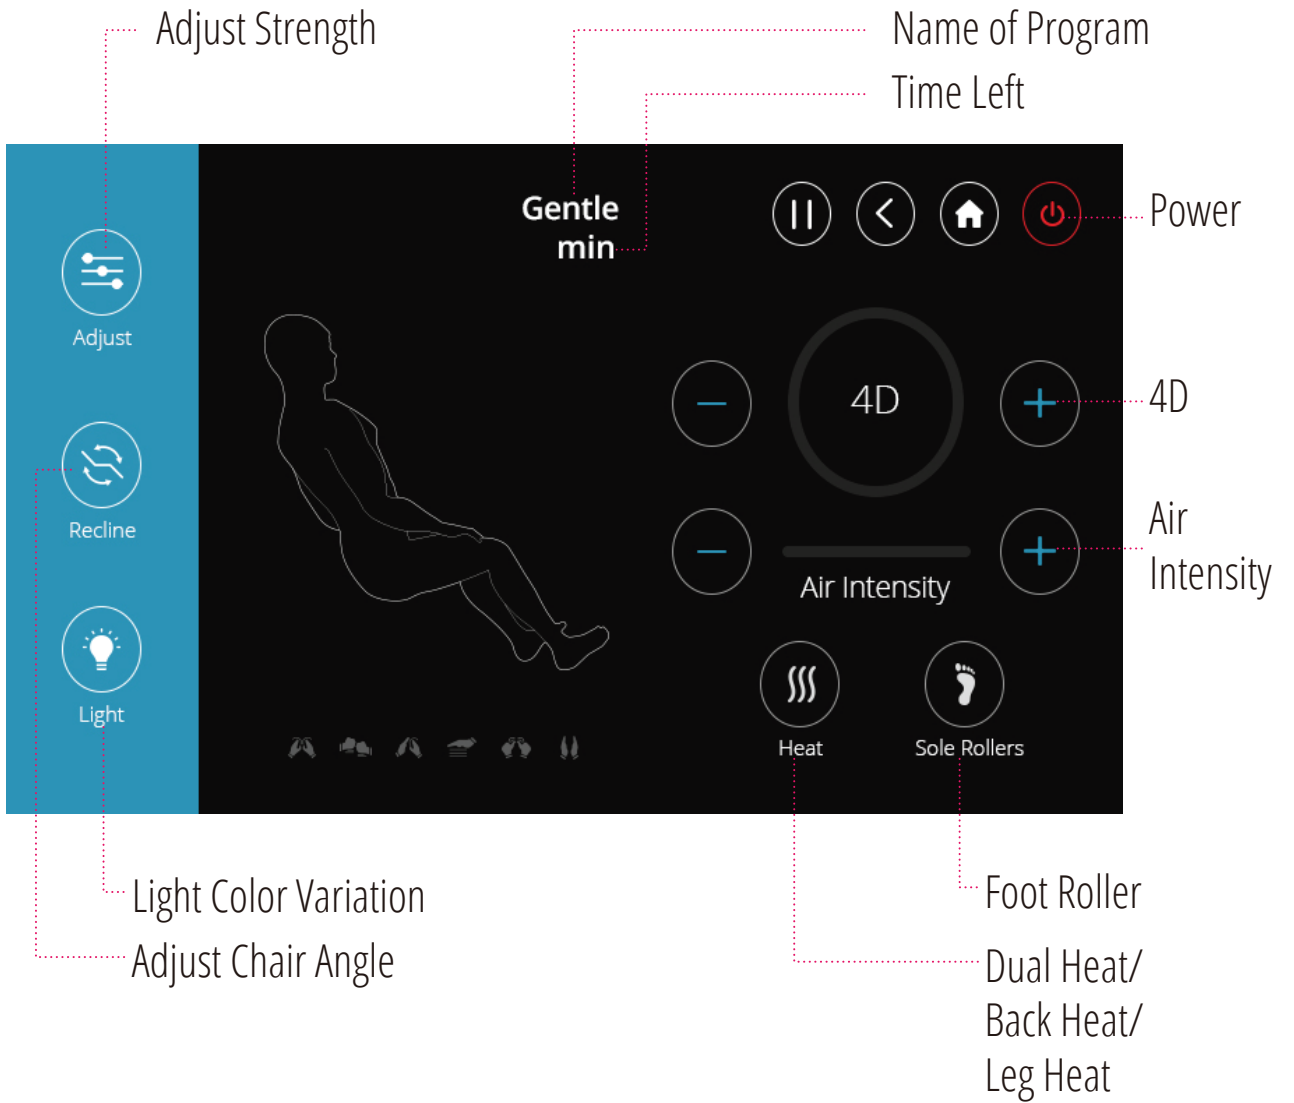 Adjust Strength
Name of Program
Time Left
Gentle
min
Power
Adjust
4D
4D
Recline
Air
Intensity
Air Intensity
Light
Heat
Sole Rollers
Light Color Variation
Foot Roller
Adjust Chair Angle
Dual Heat/
Back Heat/
Leg Heat